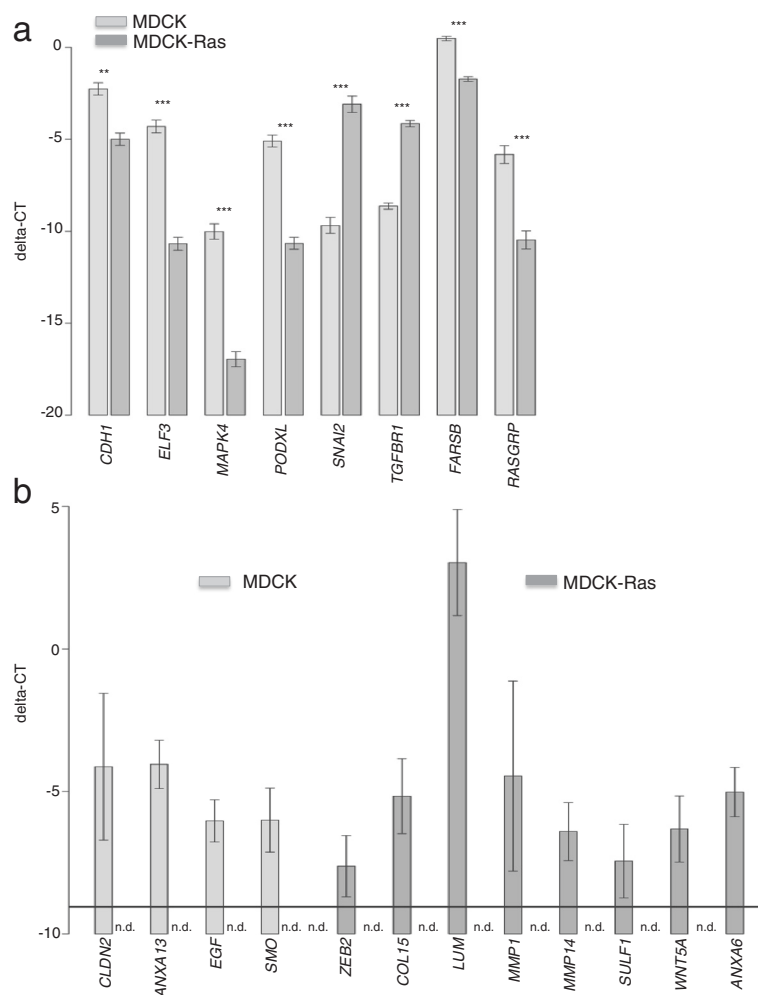 a
MDCK
MDCK-Ras
delta-CT
0
-5
-10
-15
-20
** *** *** *** *** *** *** ***
CDH1 ELF3 MAPK4 PODXL SNAI2 TGFBR1 FARSB RASGRP
b
MDCK MDCK-Ras
delta-CT
5
0
-5
-10
n.d. n.d. n.d. n.d. n.d. n.d. n.d. n.d. n.d. n.d. n.d. n.d.
CLDN2 ANXA13 EGF SMO ZEB2 COL15 LUM MMP1 MMP14 SULF1 WNT5A ANXA6